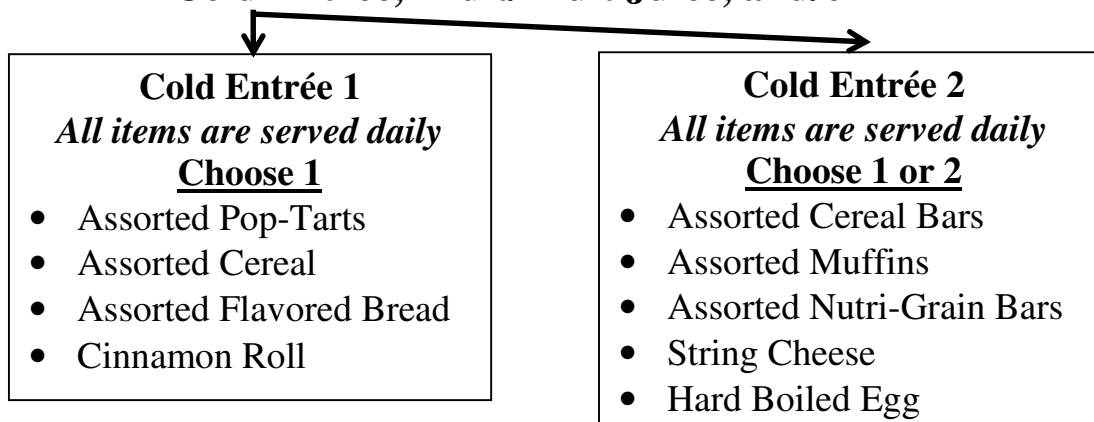 Cold Entrée 1
All items are served daily
Choose 1
• Assorted Pop-Tarts
• Assorted Cereal
• Assorted Flavored Bread
• Cinnamon Roll
Cold Entrée 2
All items are served daily
Choose 1 or 2
• Assorted Cereal Bars
• Assorted Muffins
• Assorted Nutri-Grain Bars
• String Cheese
• Hard Boiled Egg